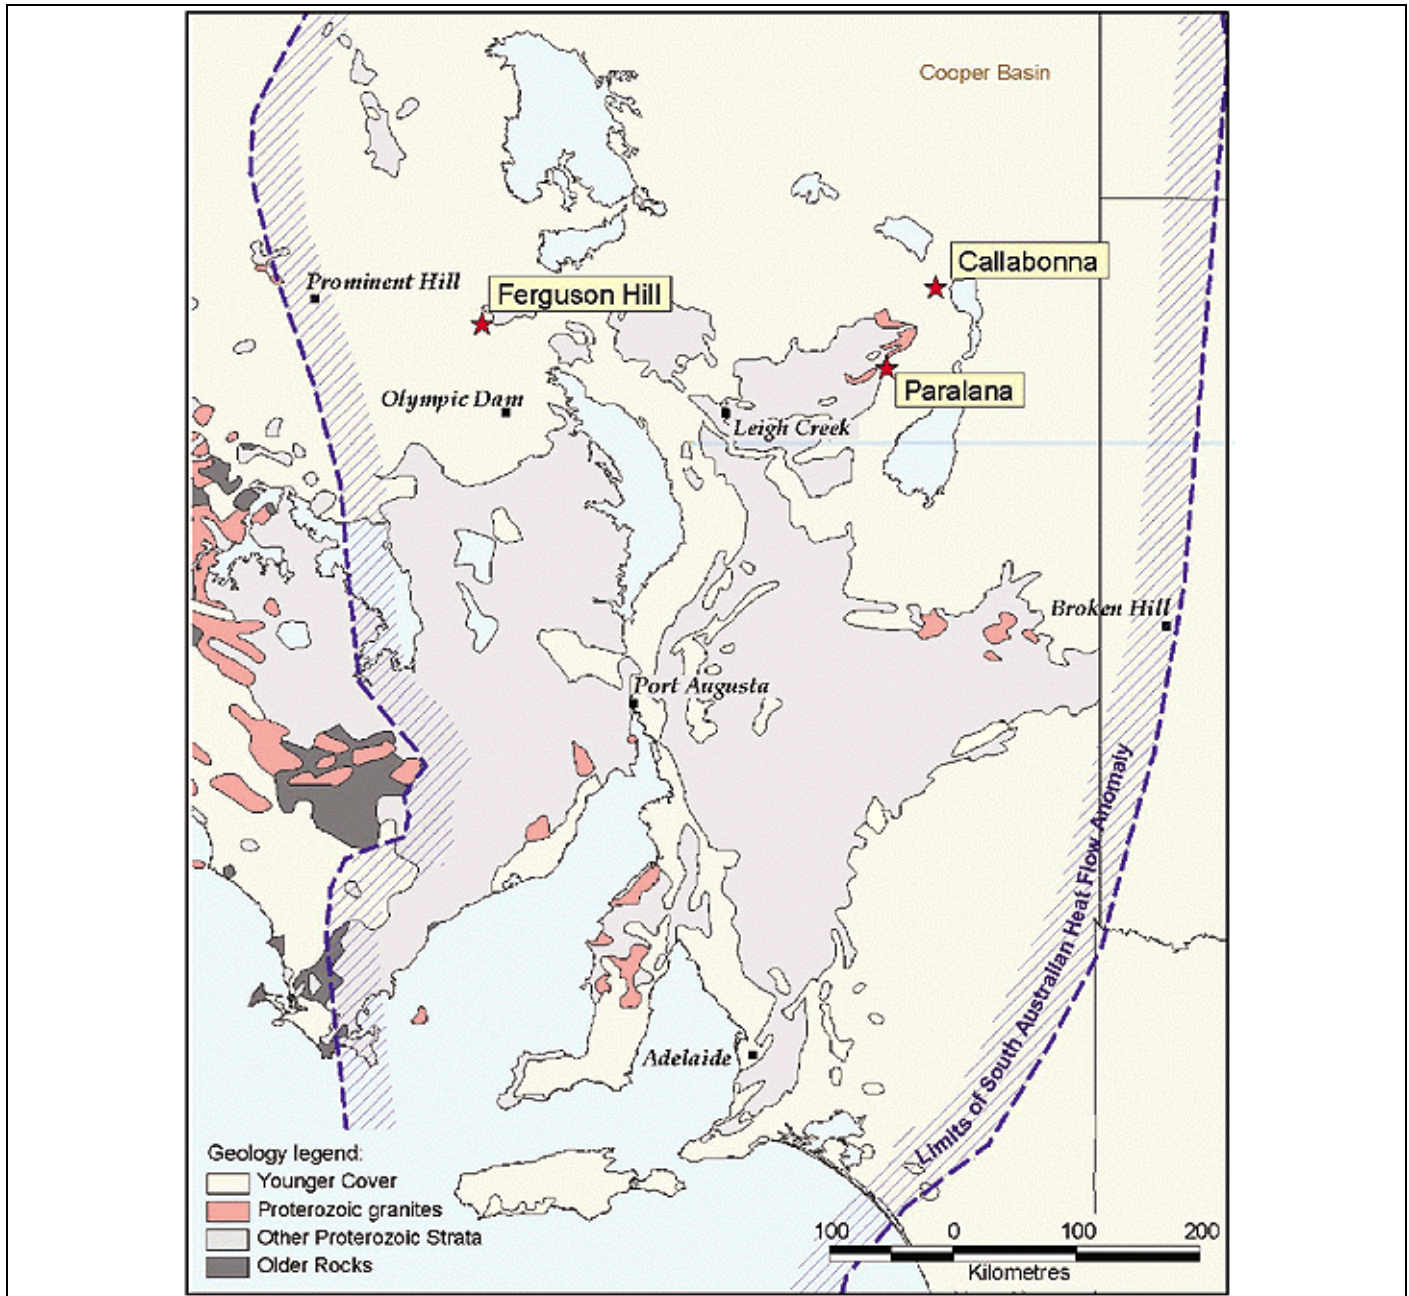 Cooper Basin
Callabonna
Prominent Hill
Ferguson Hill
Paralana
Olympic Dam
Leigh Creek
Broken Hill
Port Augusta
Limits of South Australian Heat Flow Anomaly
Adelaide
Geology legend:
Younger Cover
Proterozoic granites
Other Proterozoic Strata
Older Rocks
100 0 100 200
Kilometres